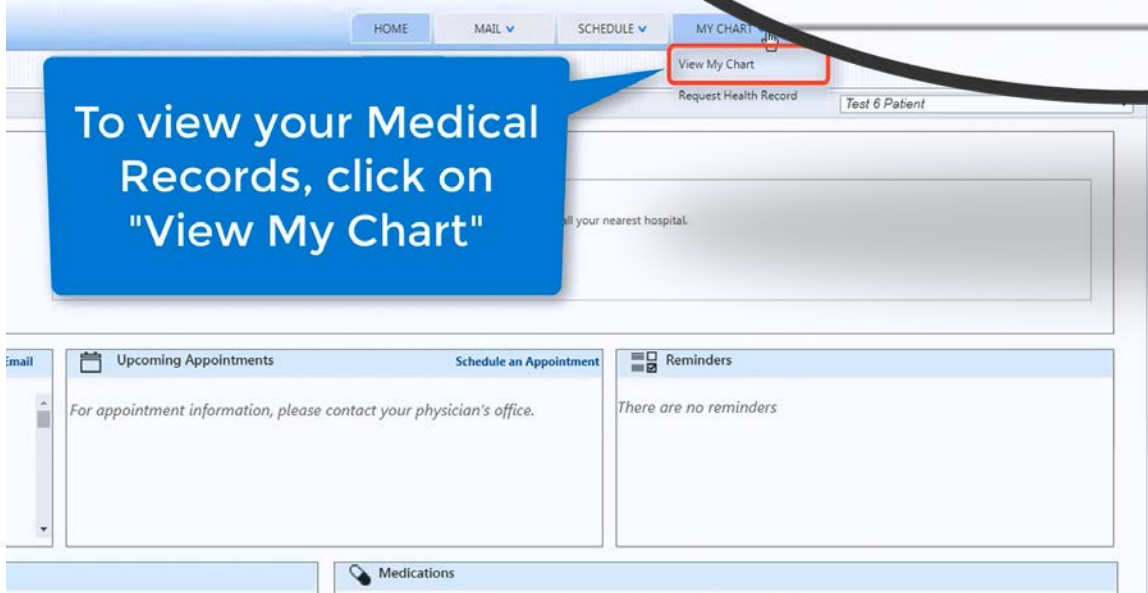 HOME MAIL SCHEDULE MY CHART
View My Chart
Request Health Record
Test 6 Patient
To view your Medical
Records, click on
"View My Chart"
your nearest hospital.
Email
Upcoming Appointments Schedule an Appointment
Reminders
For appointment information, please contact your physician's office.
There are no reminders
Medications